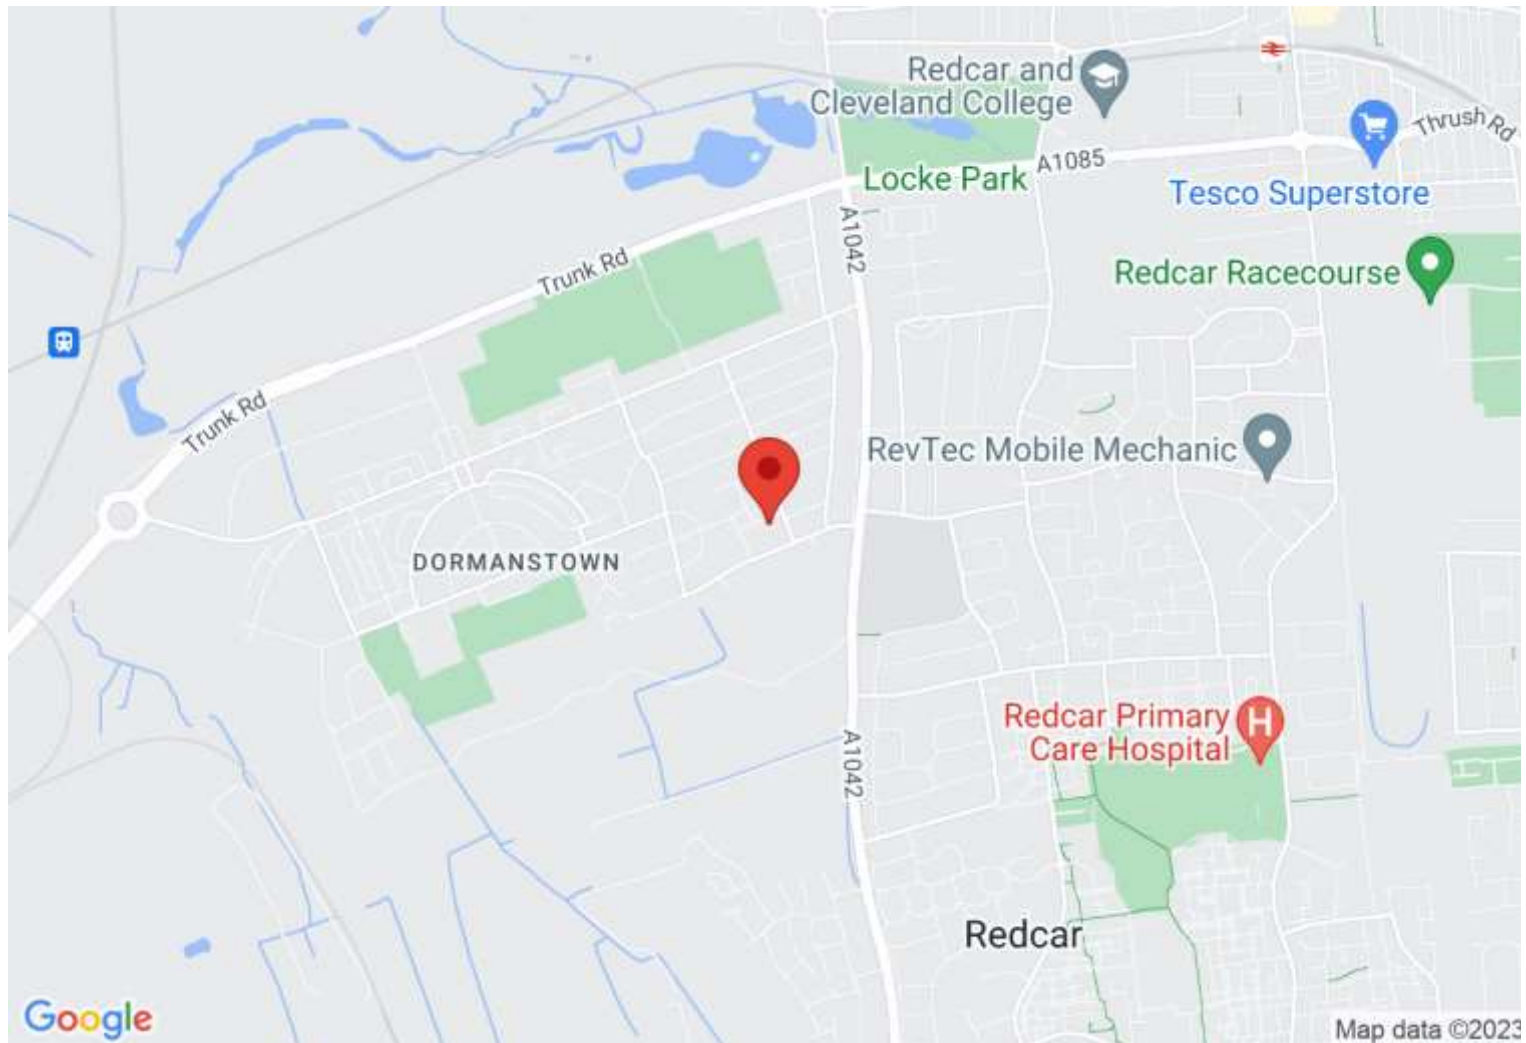 Redcar and
Cleveland College
Thrush Rd
A1085
Locke Park
Tesco Superstore
A1042
Trunk Rd
Redcar Racecourse
Trunk Rd
RevTec Mobile Mechanic
DORMANSTOWN
Redcar Primary
Care Hospital
H
A1042
Redcar
Google
Map data ©2023